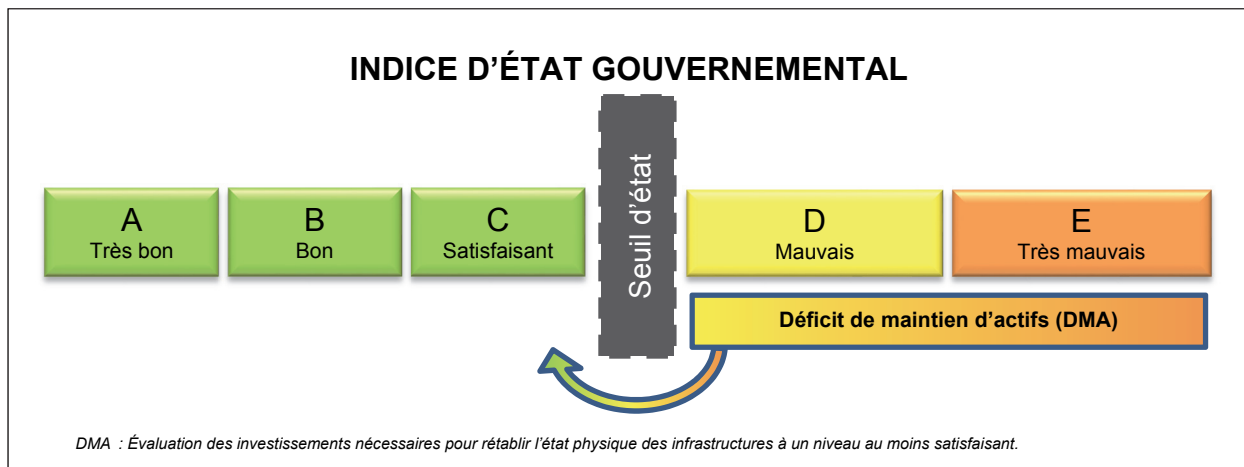 INDICE D’ÉTAT GOUVERNEMENTAL
A
Très bon
B
Bon
C
Satisfaisant
Seuil d’état
D
Mauvais
E
Très mauvais
Déficit de maintien d’actifs (DMA)
DMA : Évaluation des investissements nécessaires pour rétablir l’état physique des infrastructures à un niveau au moins satisfaisant.